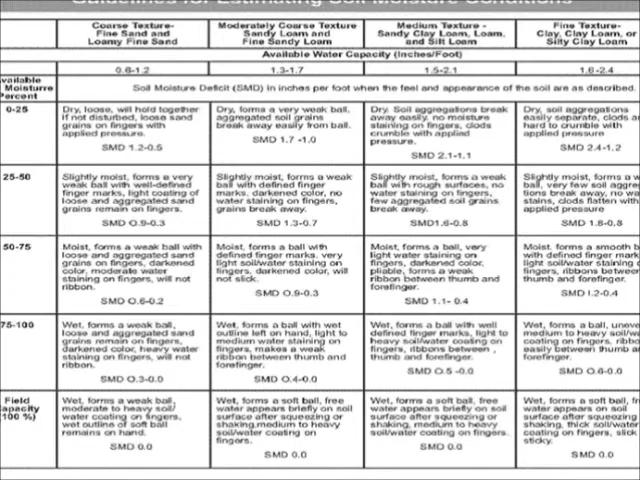 Guidelines for Estimating Soil Moisture Conditions
Coarse Texture-
Fine Sand and
Loamy Fine Sand
Moderately Coarse Texture
Sandy Loam and
Fine Sandy Loam
Medium Texture -
Sandy Clay Loam, Loam,
and Silt Loam
Fine Texture-
Clay, Clay Loam, or
Silty Clay Loam
Available Water Capacity (Inches/Foot)
0.6-1.2
1.3-1.7
1.5-2.1
1.6-2.4
vailable
Moisture
Percent
Soil Moisture Deficit (SMD) in inches per foot when the feel and appearance of the soil are as described.
0-25
Dry, loose, will hold together
if not disturbed, loose sand
grains on fingers with
applied pressure.
SMD 1.2-0.5
Dry, forms a very weak ball,
aggregated soil grains
break away easily from ball.
SMD 1.7 -1.0
Dry. Soil aggregations break
away easily. no moisture
staining on fingers, clods
crumble with applied
pressure.
SMD 2.1-1.1
Dry, soil aggregations
easily separate, clods a
hard to crumble with
applied pressure
SMD 2.4-1.2
25-50
Slightly moist, forms a very
weak ball with well-defined
finger marks, light coating of
loose and aggregated sand
grains remain on fingers.
SMD O.9-0.3
Slightly moist, forms a weak
ball with defined finger
marks, darkened color, no
water staining on fingers,
grains break away.
SMD 1.3-0.7
Slightly moist, forms a weak
ball with rough surfaces, no
water staining on fingers,
few aggregated soil grains
break away.
SMD1.6-0.8
Slightly moist, forms a w
ball, very few soil aggre
tions break away, no wa
stains, clods flatten with
applied pressure
SMD 1.8-0.8
50-75
Moist, forms a weak ball with
loose and aggregated sand
grains on fingers, darkened
color, moderate water
staining on fingers, will not
ribbon.
SMD O.6-0.2
Moist, forms a ball with
defined finger marks. very
light soil/water staining on
fingers, darkened color, will
not slick.
SMD O.9-0.3
Moist, forms a ball, very
light water staining on
fingers, darkened color,
pliable, forms a weak
ribbon between thumb and
forefinger.
SMD 1.1- 0.4
Moist. forms a smooth b
with defined finger mark
light soil/water staining o
fingers, ribbons between
thumb and forefinger.
SMD I.2-0.4
75-100
Wet, forms a weak ball,
loose and aggregated sand
grains remain on fingers,
darkened color, heavy water
staining on fingers, will not
ribbon.
SMD O.3-0.0
Wet, forms a ball with wet
outline left on hand, light to
medium water staining on
fingers, makes a weak
ribbon between thumb and
forefinger.
SMD O.4-0.0
Wet, forms a ball with well
defined finger marks, light to
heavy soil/water coating on
fingers, ribbons between ,
thumb and forefinger.
SMD O.5 -0.0
Wet, forms a ball, uneve
medium to heavy soil/wa
coating on fingers, ribbo
easily between thumb an
forefinger.
SMD O.6-0.0
Field
Capacity
(100 %)
Wet, forms a weak ball,
moderate to heavy soil/
water coating on fingers,
wet outline of soft ball
remains on hand.
SMD 0.0
Wet, forms a soft ball, free
water appears briefly on soil
surface after squeezing or
shaking,medium to heavy
soil/water coating on
fingers.
SMD 0.0
Wet, forms a soft ball, free
water appears briefly on soil
surface after squeezing or
shaking, medium to heavy
soil/water coating on fingers.
SMD 0.0
Wet, forms a soft ball, fr
water appears on soil
surface after squeezing
shaking, thick soil/water
coating on fingers, slick
sticky.
SMD 0.0